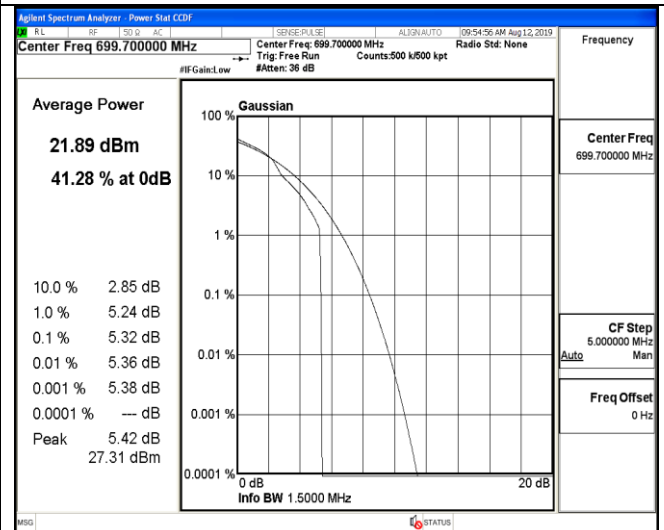 Agilent Spectrum Analyzer - Power Stat CCDF
RL RF 50 Ω AC SENSE:PULSE ALIGN AUTO 09:54:56 AM Aug 12, 2019
Center Freq 699.700000 MHz
Center Freq: 699.700000 MHz Radio Std: None
Trig: Free Run Counts:500 k/500 kpt
#IFGain:Low #Atten: 36 dB
Frequency
Average Power
21.89 dBm
41.28 % at 0dB
10.0 % 2.85 dB
1.0 % 5.24 dB
0.1 % 5.32 dB
0.01 % 5.36 dB
0.001 % 5.38 dB
0.0001 % --- dB
Peak 5.42 dB
27.31 dBm
Gaussian
100 %
10 %
1 %
0.1 %
0.01 %
0.001 %
0.0001 %
0 dB 20 dB
Info BW 1.5000 MHz
Center Freq
699.700000 MHz
CF Step
5.000000 MHz
Auto Man
Freq Offset
0 Hz
MSG STATUS